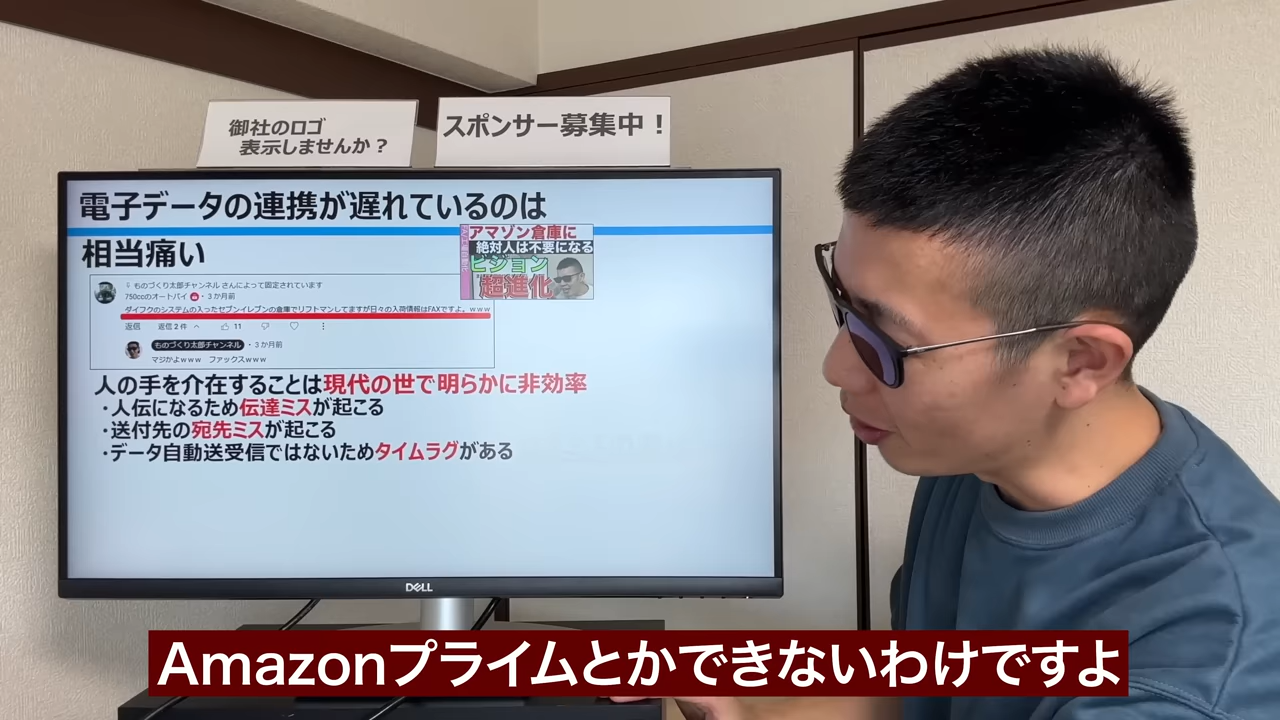 御社のロゴ
表示しませんか？
スポンサー募集中！
電子データの連携が遅れているのは
相当痛い
アマゾン倉庫に
絶対人は不要になる
ビジョン
超進化
ものづくり太郎チャンネル さんによって固定されています
750ccのオートバイ・3か月前
ダイフクのシステムの入ったセブンイレブンの倉庫でリフトマンしてますが日々の入荷情報はFAXですよ。ｗｗｗ
返信 返信2件 11
ものづくり太郎チャンネル・3か月前
マジかよｗｗｗ ファックスｗｗｗ
人の手を介在することは現代の世で明らかに非効率
・人伝になるため伝達ミスが起こる
・送付先の宛先ミスが起こる
・データ自動送受信ではないためタイムラグがある
DELL
Amazonプライムとかできないわけですよ